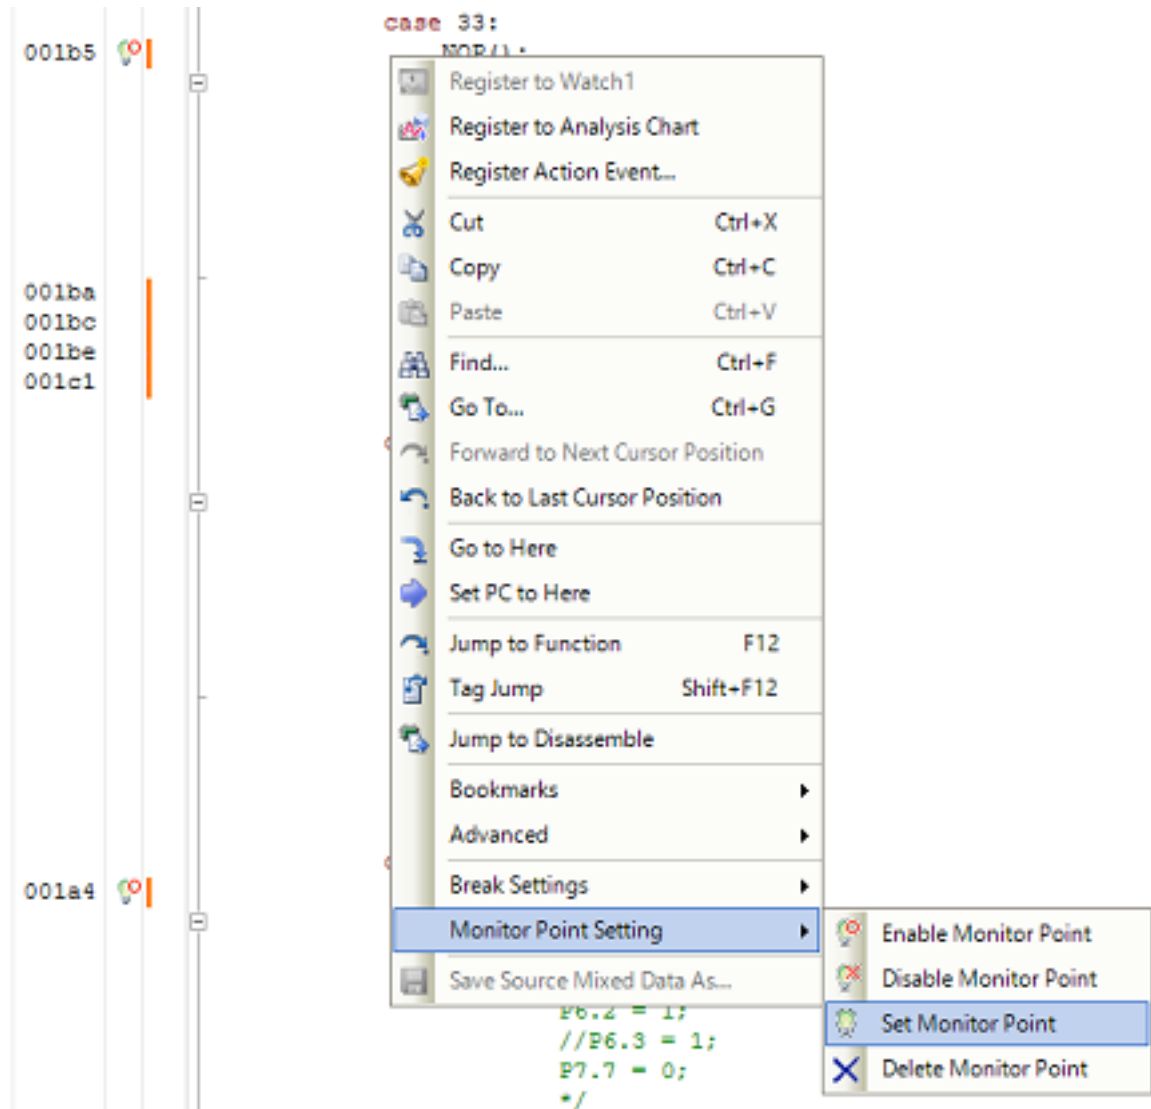 case 33:
001b5
NOP();
Register to Watch1
Register to Analysis Chart
Register Action Event...
Cut Ctrl+X
Copy Ctrl+C
001ba
Paste Ctrl+V
001bc
001be
Find... Ctrl+F
001c1
Go To... Ctrl+G
Forward to Next Cursor Position
Back to Last Cursor Position
Go to Here
Set PC to Here
Jump to Function F12
Tag Jump Shift+F12
Jump to Disassemble
Bookmarks
Advanced
001a4
Break Settings
Monitor Point Setting
Enable Monitor Point
Save Source Mixed Data As...
Disable Monitor Point
P6.2 = 1;
Set Monitor Point
//P6.3 = 1;
P7.7 = 0;
Delete Monitor Point
*/